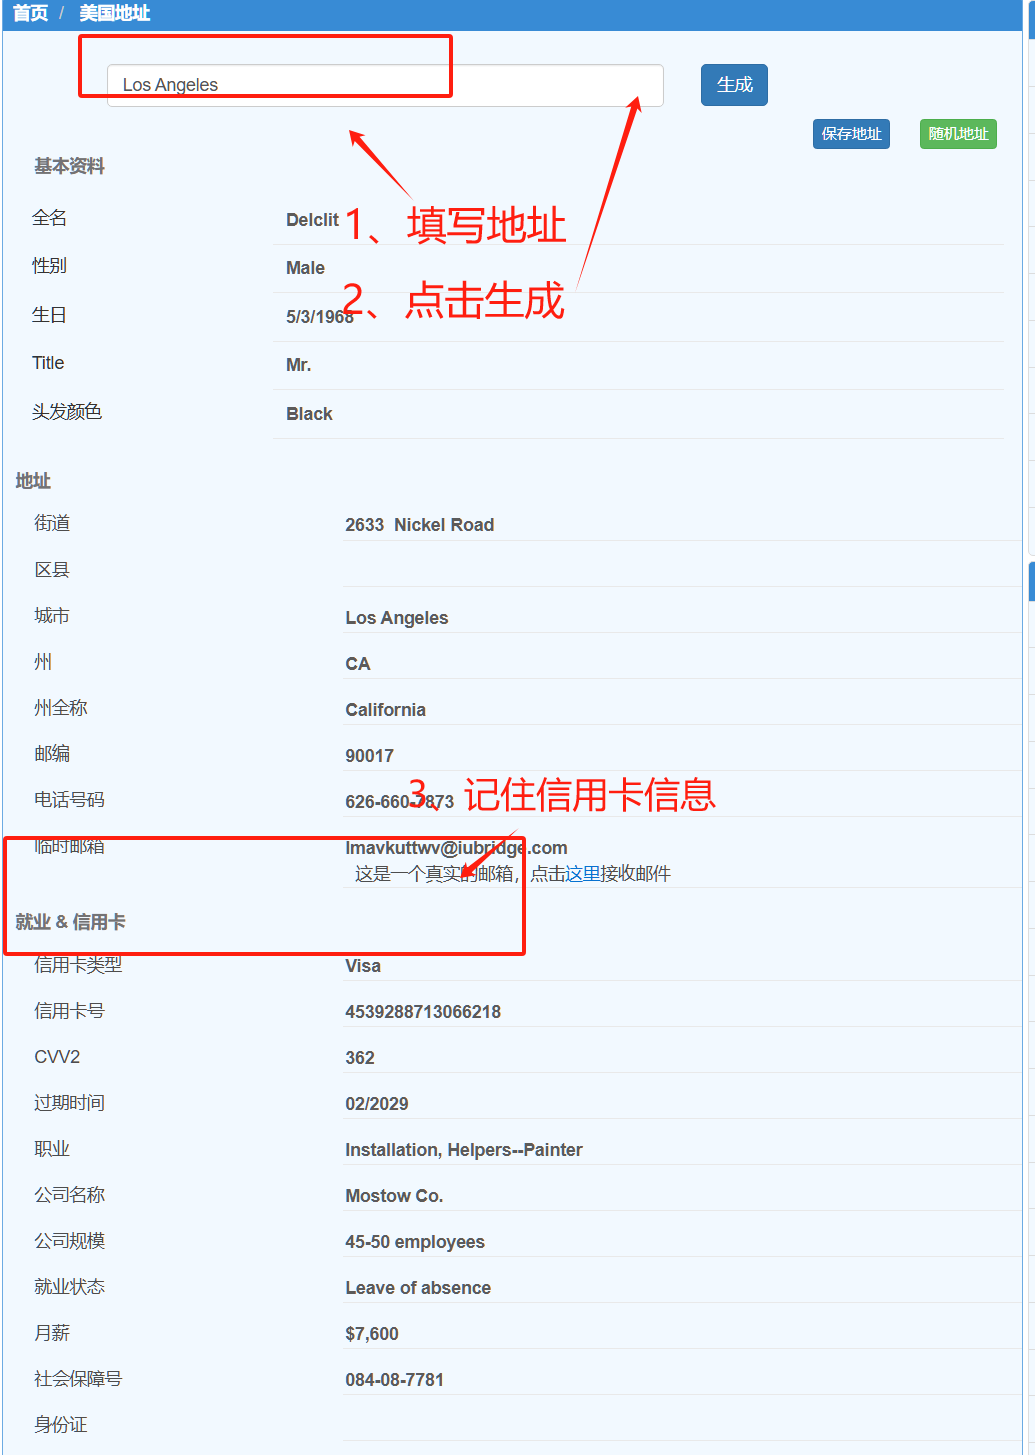 首页 / 美国地址
Los Angeles
生成
保存地址
随机地址
基本资料
全名 Delclit
1、填写地址
性别 Male
2、点击生成
生日 5/3/1968
Title Mr.
头发颜色 Black
地址
街道 2633 Nickel Road
区县
城市 Los Angeles
州 CA
州全称 California
邮编 90017
3、记住信用卡信息
电话号码 626-660-7873
临时邮箱 lmavkuttwv@iubridge.com
这是一个真实的邮箱，点击这里接收邮件
就业 & 信用卡
信用卡类型 Visa
信用卡号 4539288713066218
CVV2 362
过期时间 02/2029
职业 Installation, Helpers--Painter
公司名称 Mostow Co.
公司规模 45-50 employees
就业状态 Leave of absence
月薪 $7,600
社会保障号 084-08-7781
身份证